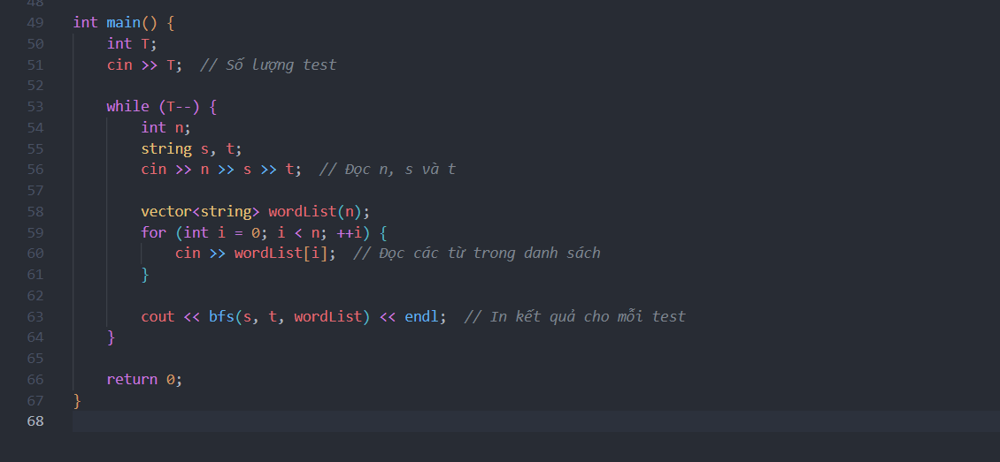 48
49 int main() {
50 int T;
51 cin >> T; // Số lượng test
52
53 while (T--) {
54 int n;
55 string s, t;
56 cin >> n >> s >> t; // Đọc n, s và t
57
58 vector<string> wordList(n);
59 for (int i = 0; i < n; ++i) {
60 cin >> wordList[i]; // Đọc các từ trong danh sách
61 }
62
63 cout << bfs(s, t, wordList) << endl; // In kết quả cho mỗi test
64 }
65
66 return 0;
67 }
68